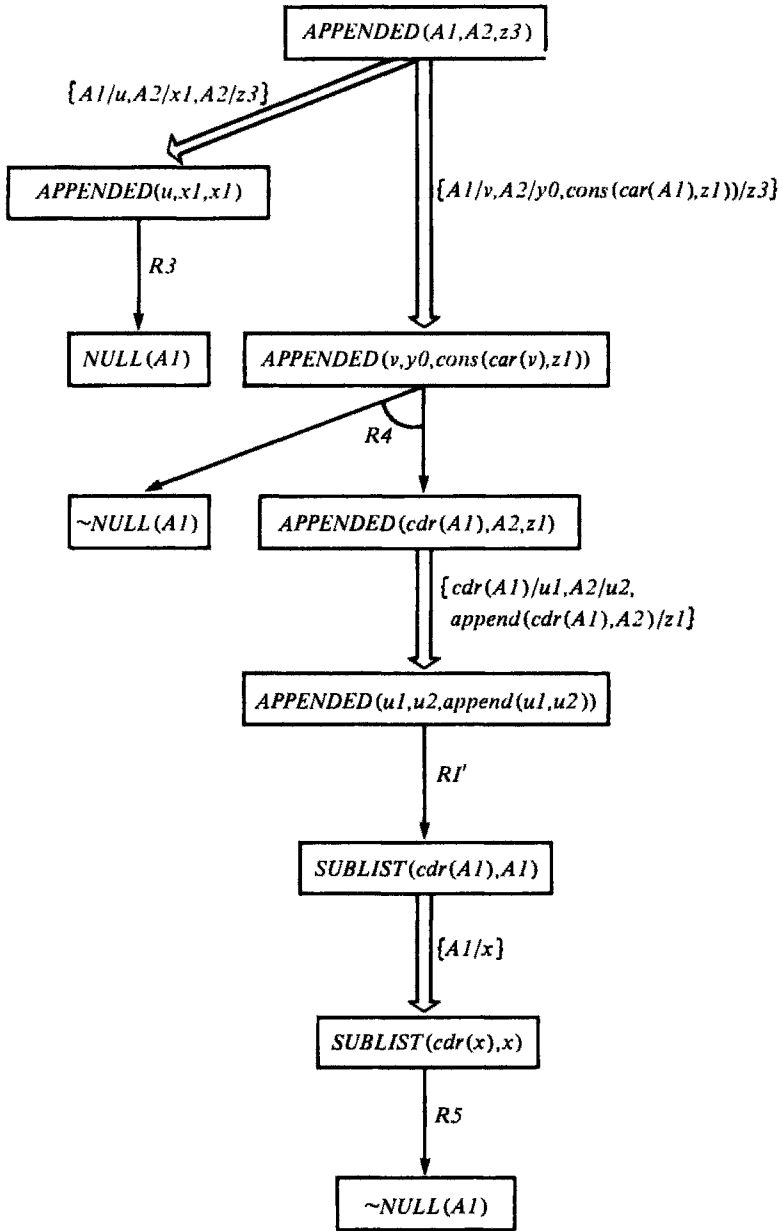 APPENDED(A1,A2,z3)
{A1/u,A2/x1,A2/z3}
APPENDED(u,x1,x1)
{A1/v,A2/y0,cons(car(A1),z1))/z3}
R3
NULL(A1)
APPENDED(v,y0,cons(car(v),z1))
R4
~NULL(A1)
APPENDED(cdr(A1),A2,z1)
{cdr(A1)/u1,A2/u2,
append(cdr(A1),A2)/z1}
APPENDED(u1,u2,append(u1,u2))
R1'
SUBLIST(cdr(A1),A1)
{A1/x}
SUBLIST(cdr(x),x)
R5
~NULL(A1)